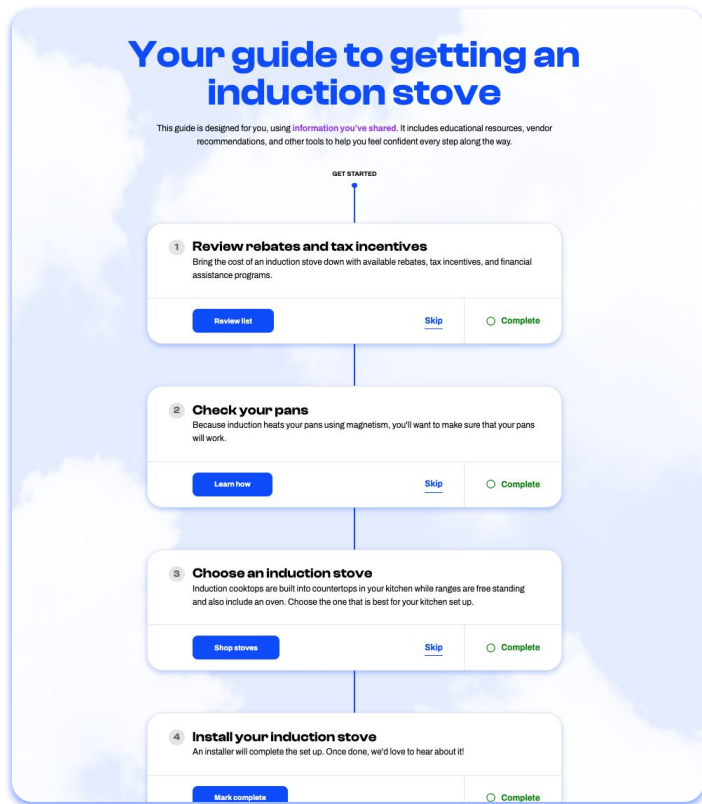 Your guide to getting an
induction stove
This guide is designed for you, using information you've shared. It includes educational resources, vendor
recommendations, and other tools to help you feel confident every step along the way.
GET STARTED
1 Review rebates and tax incentives
Bring the cost of an induction stove down with available rebates, tax incentives, and financial
assistance programs.
Review list Skip Complete
2 Check your pans
Because induction heats your pans using magnetism, you'll want to make sure that your pans
will work.
Learn how Skip Complete
3 Choose an induction stove
Induction cooktops are built into countertops in your kitchen while ranges are free standing
and also include an oven. Choose the one that is best for your kitchen set up.
Shop stoves Skip Complete
4 Install your induction stove
An installer will complete the set up. Once done, we'd love to hear about it!
Mark complete Complete